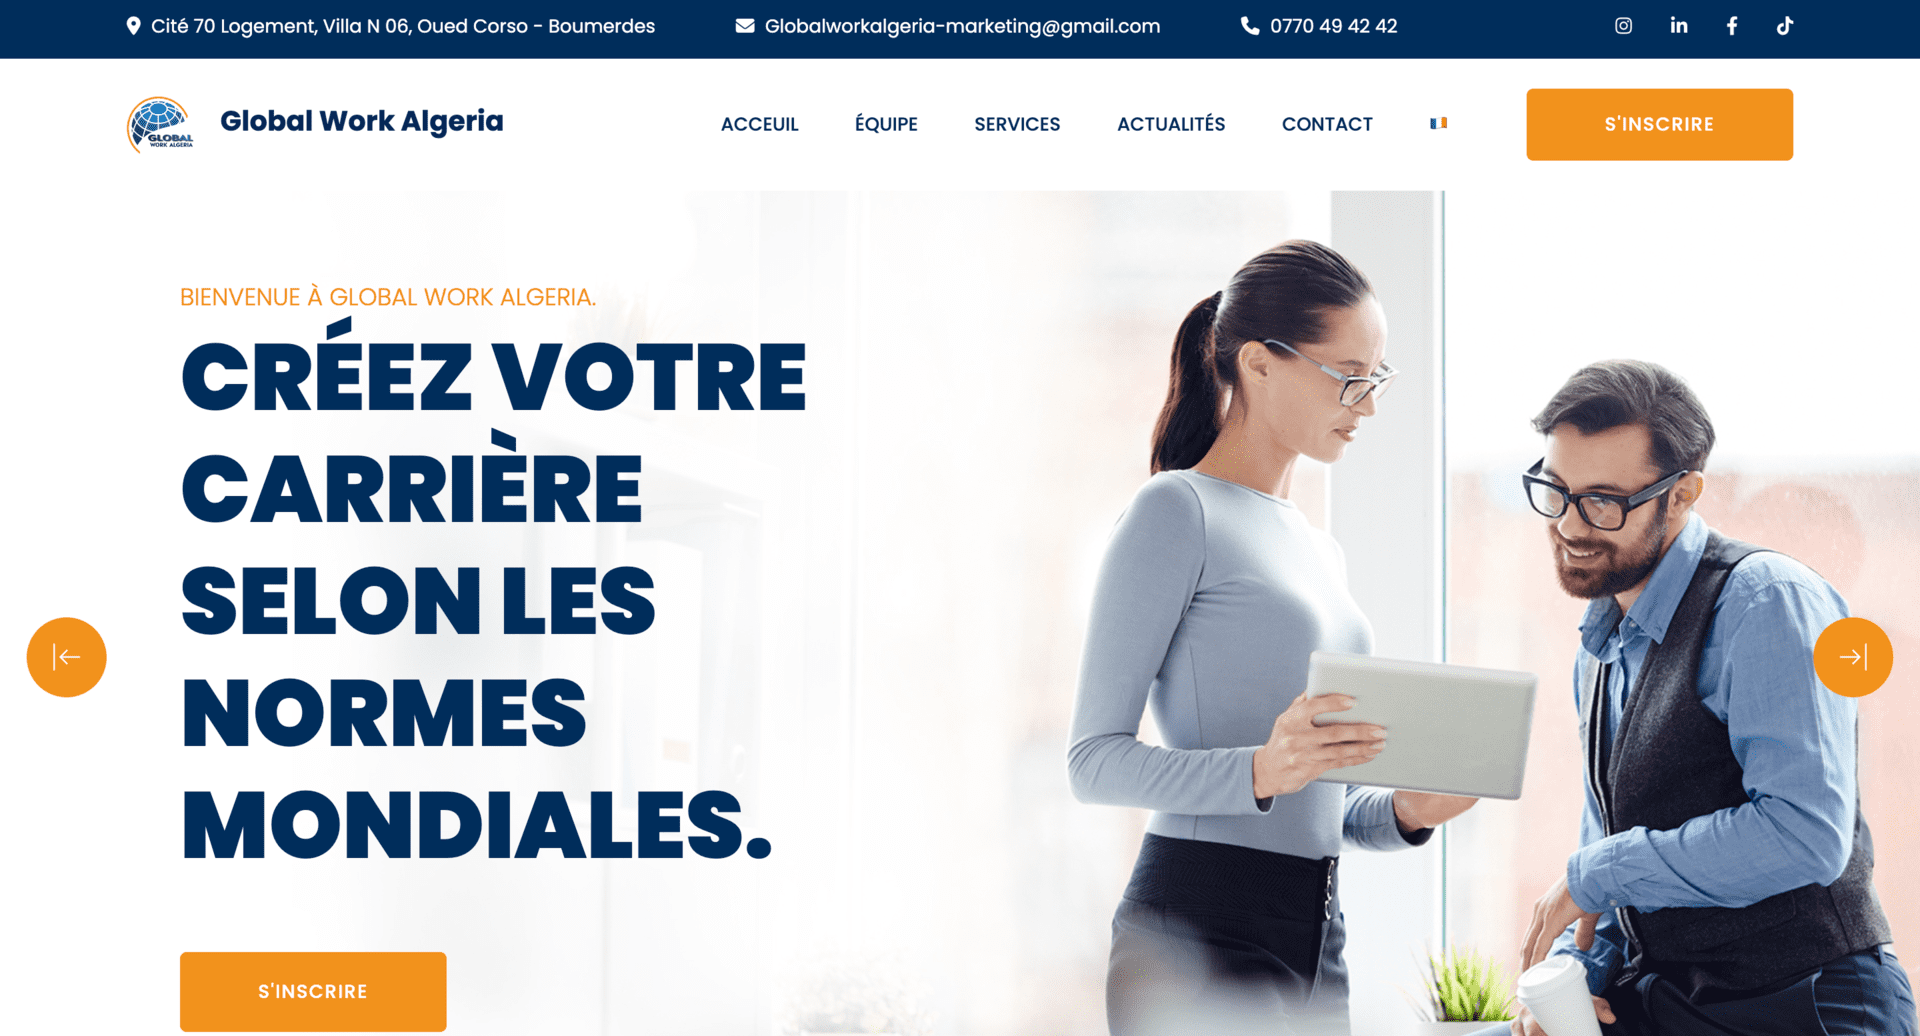 Cité 70 Logement, Villa N 06, Oued Corso - Boumerdes
Globalworkalgeria-marketing@gmail.com
0770 49 42 42
GLOBAL
WORK ALGERIA
Global Work Algeria
ACCEUIL
ÉQUIPE
SERVICES
ACTUALITÉS
CONTACT
S'INSCRIRE
BIENVENUE À GLOBAL WORK ALGERIA.
CRÉEZ VOTRE
CARRIÈRE
SELON LES
NORMES
MONDIALES.
S'INSCRIRE